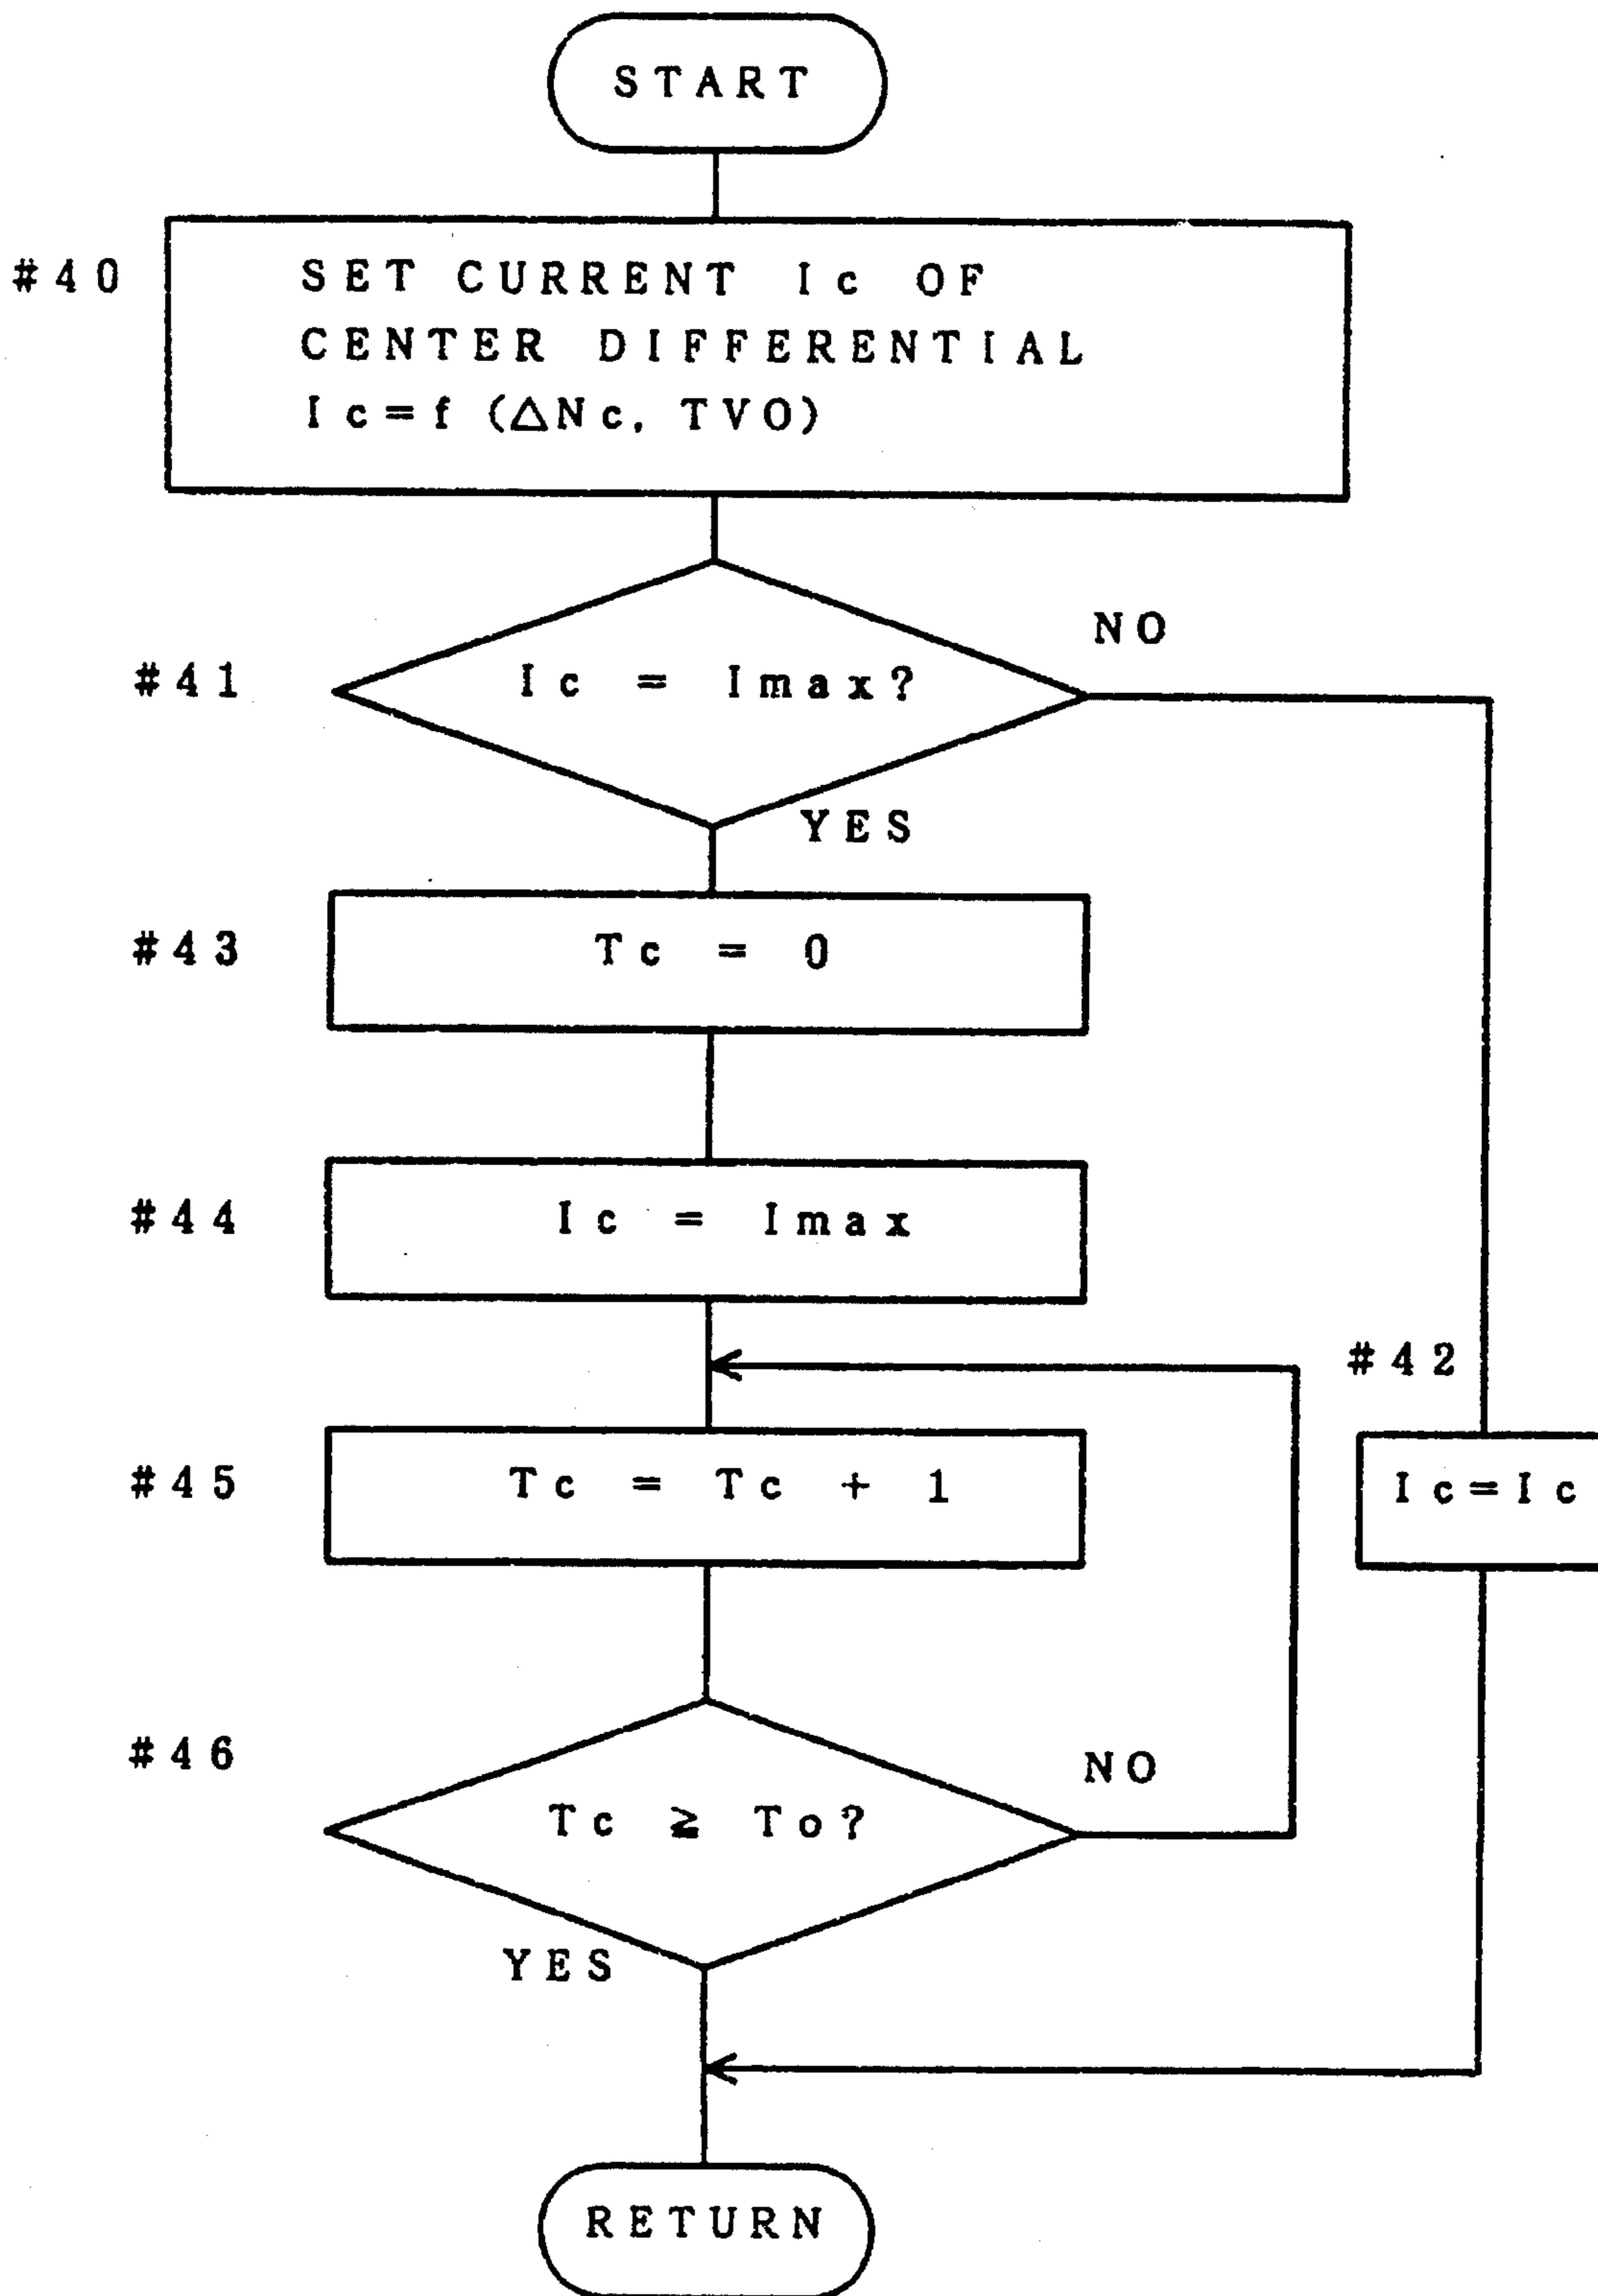 START
#40
SET CURRENT Ic OF
CENTER DIFFERENTIAL
Ic=f (△Nc, TVO)
NO
#41
Ic = Imax?
YES
#43
Tc = 0
#44
Ic = Imax
#42
#45
Tc = Tc + 1
Ic=Ic
#46
NO
Tc ≧ To?
YES
RETURN